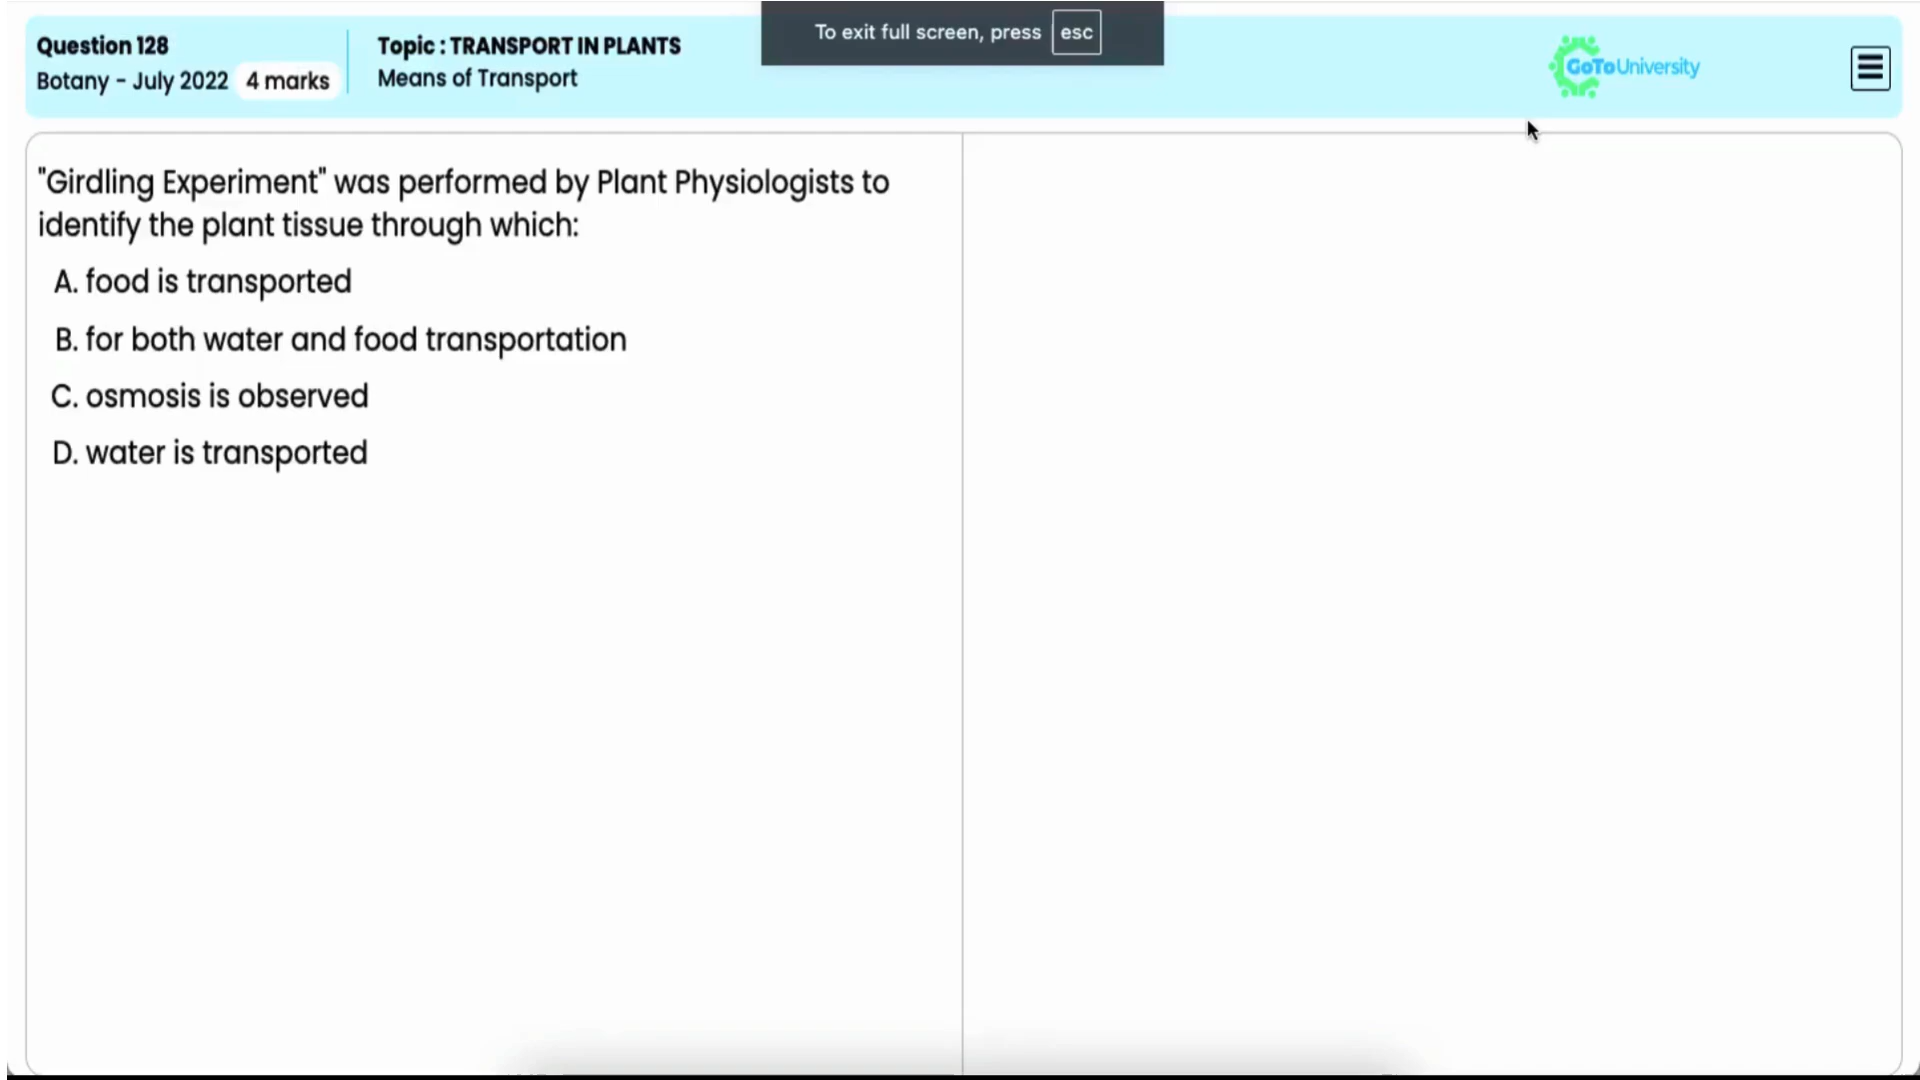 To exit full screen, press esc
Question 128
Botany - July 2022 4 marks
Topic : TRANSPORT IN PLANTS
Means of Transport
GoToUniversity
"Girdling Experiment" was performed by Plant Physiologists to
identify the plant tissue through which:
A. food is transported
B. for both water and food transportation
C. osmosis is observed
D. water is transported